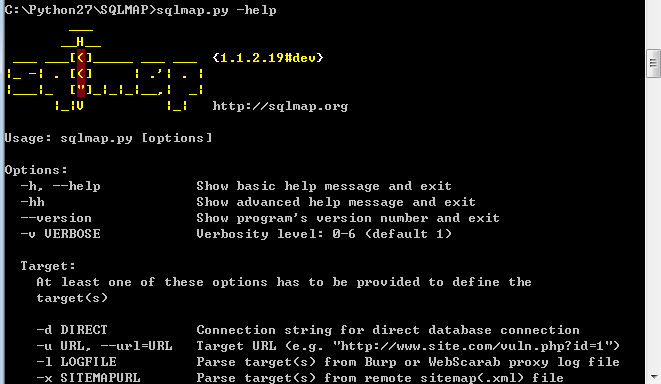 C:\Python27\SQLMAP>sqlmap.py -help
        ___
       __H__
 ___ ___[(]_____ ___ ___  {1.1.2.19#dev}
|_ -| . [(]     | .'| . |
|___|_  ["]_|_|_|__,|  _|
      |_|V          |_|   http://sqlmap.org
Usage: sqlmap.py [options]
Options:
-h, --help Show basic help message and exit
-hh Show advanced help message and exit
--version Show program's version number and exit
-v VERBOSE Verbosity level: 0-6 (default 1)
Target:
At least one of these options has to be provided to define the
target(s)
-d DIRECT Connection string for direct database connection
-u URL, --url=URL Target URL (e.g. "http://www.site.com/vuln.php?id=1")
-l LOGFILE Parse target(s) from Burp or WebScarab proxy log file
-x SITEMAPURL Parse target(s) from remote sitemap(.xml) file